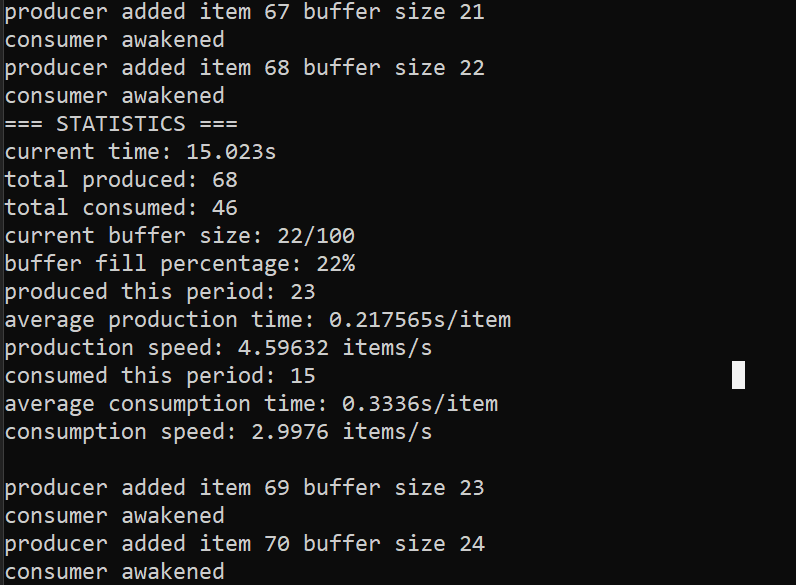 producer added item 67 buffer size 21
consumer awakened
producer added item 68 buffer size 22
consumer awakened
=== STATISTICS ===
current time: 15.023s
total produced: 68
total consumed: 46
current buffer size: 22/100
buffer fill percentage: 22%
produced this period: 23
average production time: 0.217565s/item
production speed: 4.59632 items/s
consumed this period: 15
average consumption time: 0.3336s/item
consumption speed: 2.9976 items/s
producer added item 69 buffer size 23
consumer awakened
producer added item 70 buffer size 24
consumer awakened